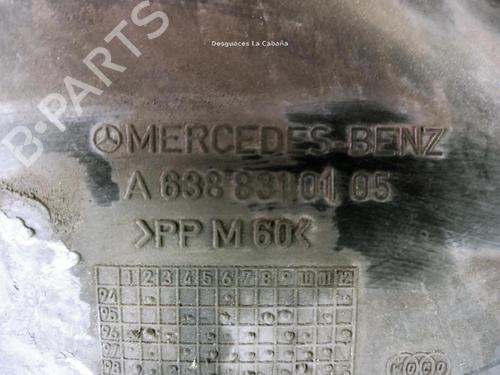 Desguaces La Cabaña
B-PARTS
MERCEDES-BENZ
A 638 831 01 05
>PP M 60<
1 2 3 4 5 6 7 8 9 10 11 12
94
95
96
97
98